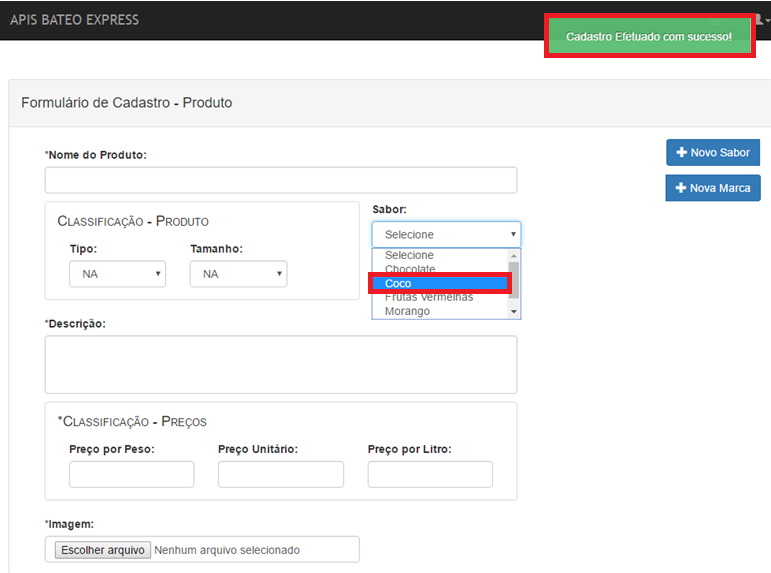 APIS BATEO EXPRESS
Cadastro Efetuado com sucesso!
Formulário de Cadastro - Produto
*Nome do Produto:
Novo Sabor
Nova Marca
Classificação - Produto
Tipo:
Tamanho:
NA
NA
Sabor:
Selecione
Selecione
Chocolate
Coco
Frutas Vermelhas
Morango
*Descrição:
*Classificação - Preços
Preço por Peso:
Preço Unitário:
Preço por Litro:
*Imagem:
Escolher arquivo Nenhum arquivo selecionado